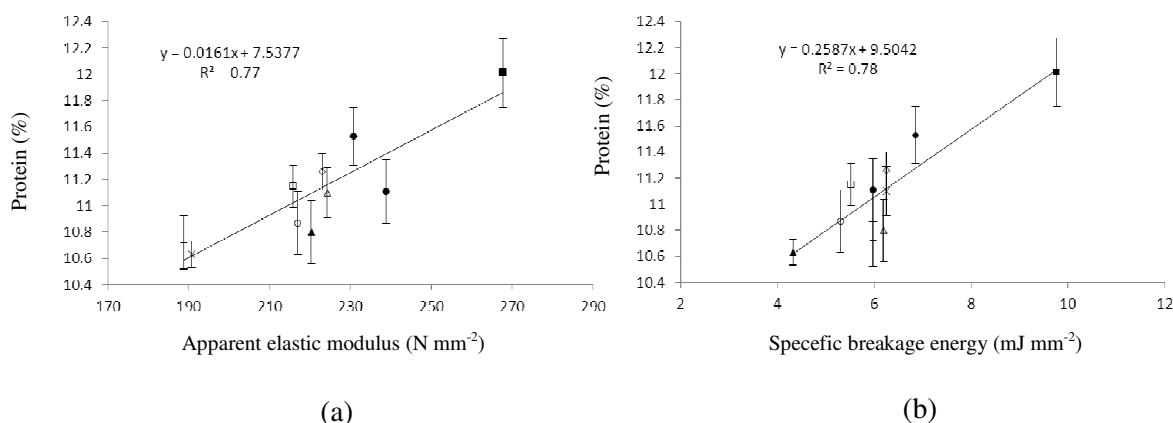 12.4
12.2
12
11.8
11.6
11.4
11.2
11
10.8
10.6
10.4
Protein (%)
y = 0.0161x + 7.5377
R² 0.77
170 190 210 230 250 270 290
Apparent elastic modulus (N mm-2)
(a)
12.4
12.2
12
11.8
11.6
11.4
11.2
11
10.8
10.6
10.4
Protein (%)
y = 0.2587x + 9.5042
R² = 0.78
2 4 6 8 10 12
Specefic breakage energy (mJ mm-2)
(b)